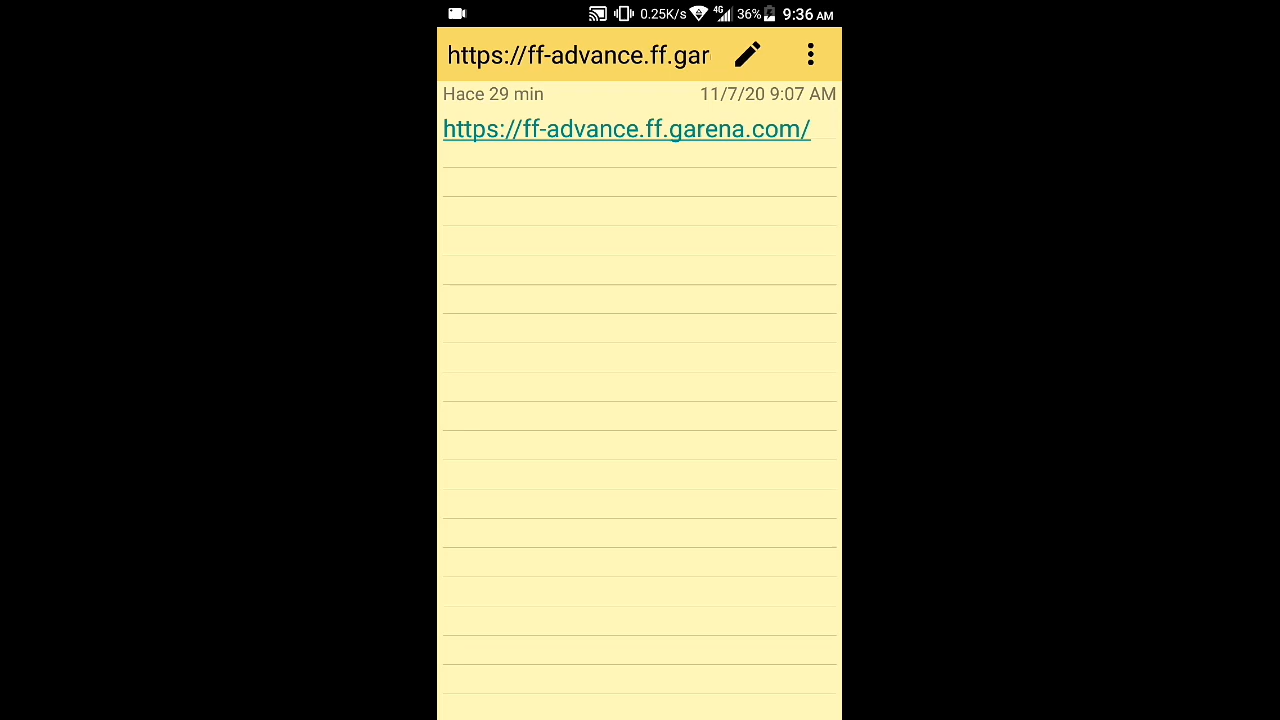 0.25K/s 4G 36% 9:36 AM
https://ff-advance.ff.gar
Hace 29 min 11/7/20 9:07 AM
https://ff-advance.ff.garena.com/